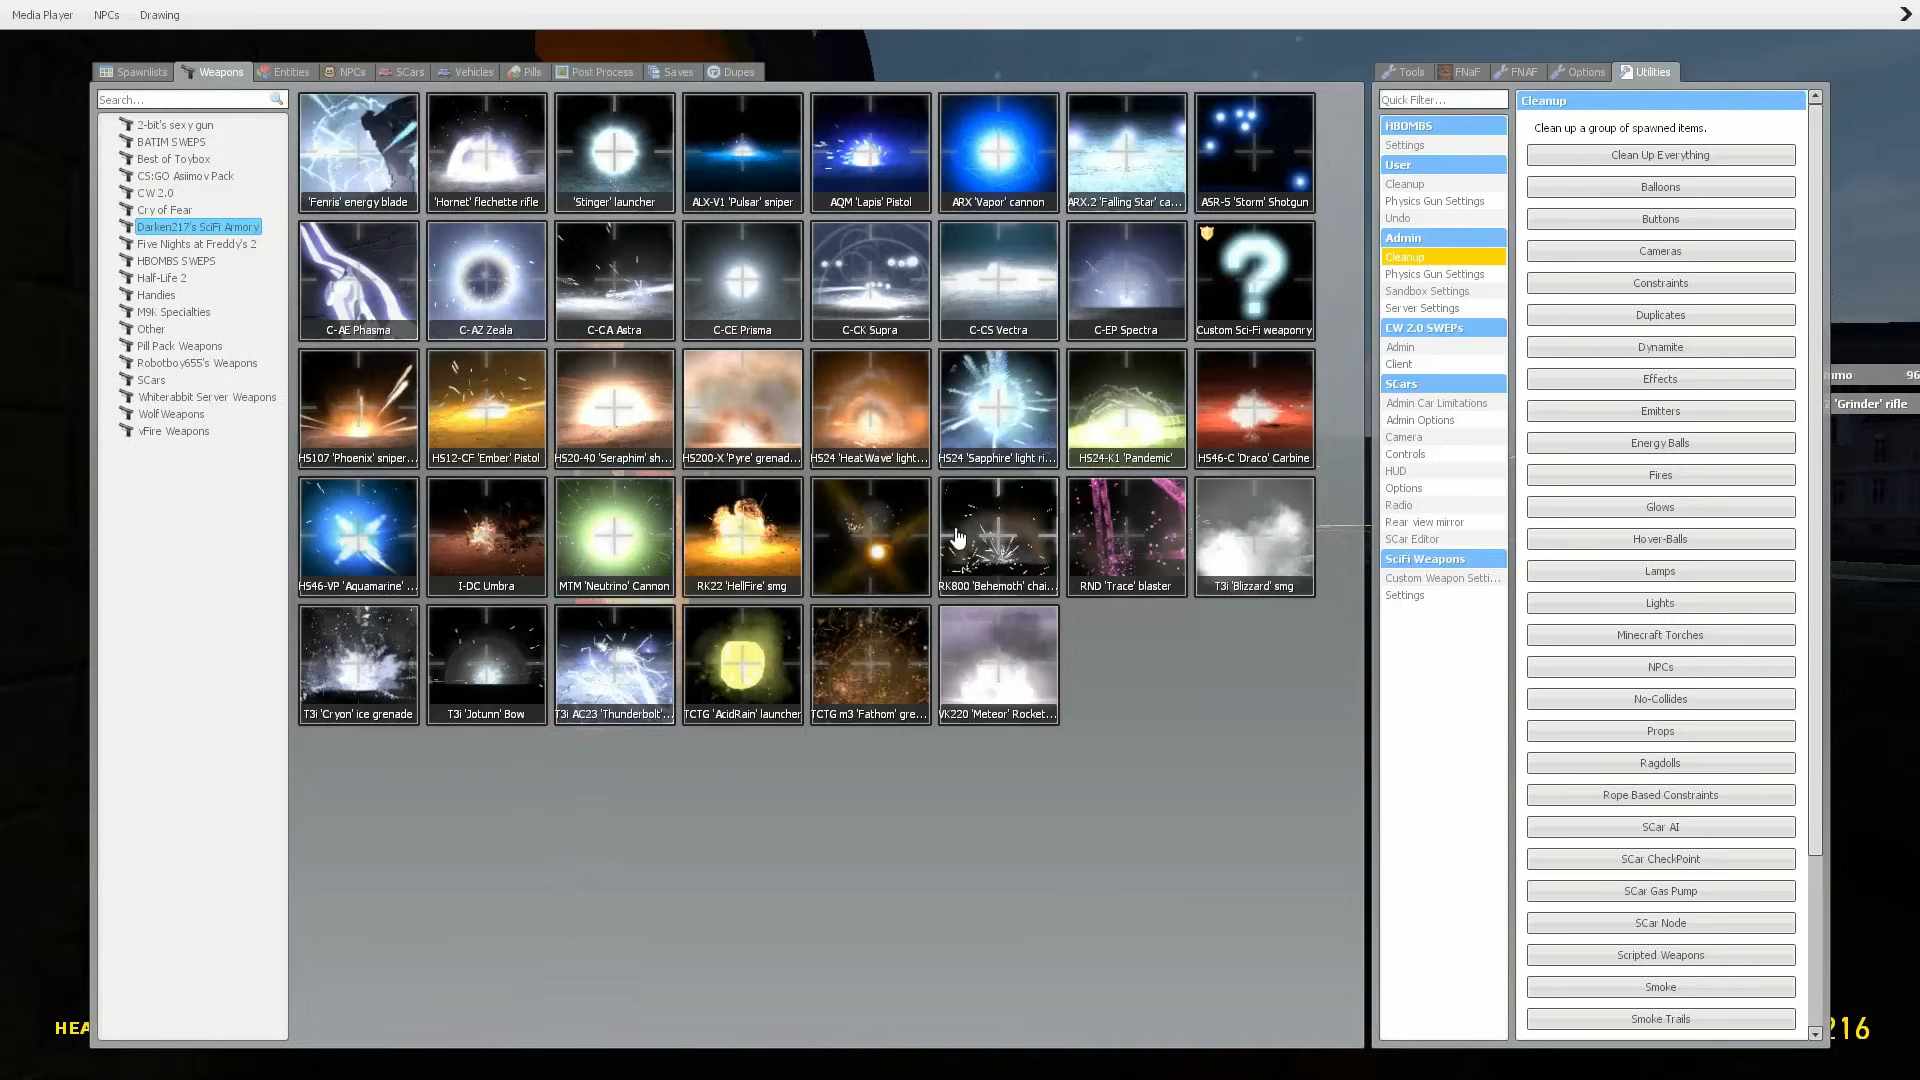 Media Player NPCs Drawing
Spawnlists Weapons Entities NPCs SCars Vehicles Pills Post Process Saves Dupes
Tools FNaF FNAF Options Utilities
Search...
2-bit's sexy gun
BATIM SWEPS
Best of Toybox
CS:GO Asiimov Pack
CW 2.0
Cry of Fear
Darken217's SciFi Armory
Five Nights at Freddy's 2
HBOMBS SWEPS
Half-Life 2
Handies
M9K Specialties
Other
Pill Pack Weapons
Robotboy655's Weapons
SCars
Whiterabbit Server Weapons
Wolf Weapons
vFire Weapons
'Fenris' energy blade
'Hornet' flechette rifle
'Stinger' launcher
ALX-V1 'Pulsar' sniper
AQM 'Lapis' Pistol
ARX 'Vapor' cannon
ARX.2 'Falling Star' ca...
ASR-5 'Storm' Shotgun
C-AE Phasma
C-AZ Zeala
C-CA Astra
C-CE Prisma
C-CK Supra
C-CS Vectra
C-EP Spectra
Custom Sci-Fi weaponry
HS107 'Phoenix' sniper...
HS12-CF 'Ember' Pistol
HS20-40 'Seraphim' sh...
HS200-X 'Pyre' grenad...
HS24 'HeatWave' light...
HS24 'Sapphire' light ri...
HS24-K1 'Pandemic'
HS46-C 'Draco' Carbine
HS46-VP 'Aquamarine' ...
I-DC Umbra
MTM 'Neutrino' Cannon
RK22 'HellFire' smg
RK800 'Behemoth' chai...
RND 'Trace' blaster
T3i 'Blizzard' smg
T3i 'Cryon' ice grenade
T3i 'Jotunn' Bow
T3i AC23 'Thunderbolt'...
TCTG 'AcidRain' launcher
TCTG m3 'Fathom' gre...
VK220 'Meteor' Rocket...
Quick Filter...
HBOMBS
Settings
User
Cleanup
Physics Gun Settings
Undo
Admin
Cleanup
Physics Gun Settings
Sandbox Settings
Server Settings
CW 2.0 SWEPs
Admin
Client
SCars
Admin Car Limitations
Admin Options
Camera
Controls
HUD
Options
Radio
Rear view mirror
SCar Editor
SciFi Weapons
Custom Weapon Setti...
Settings
Cleanup
Clean up a group of spawned items.
Clean Up Everything
Balloons
Buttons
Cameras
Constraints
Duplicates
Dynamite
Effects
Emitters
Energy Balls
Fires
Glows
Hover-Balls
Lamps
Lights
Minecraft Torches
NPCs
No-Collides
Props
Ragdolls
Rope Based Constraints
SCar AI
SCar CheckPoint
SCar Gas Pump
SCar Node
Scripted Weapons
Smoke
Smoke Trails
mmo 96
'Grinder' rifle
HEA
216